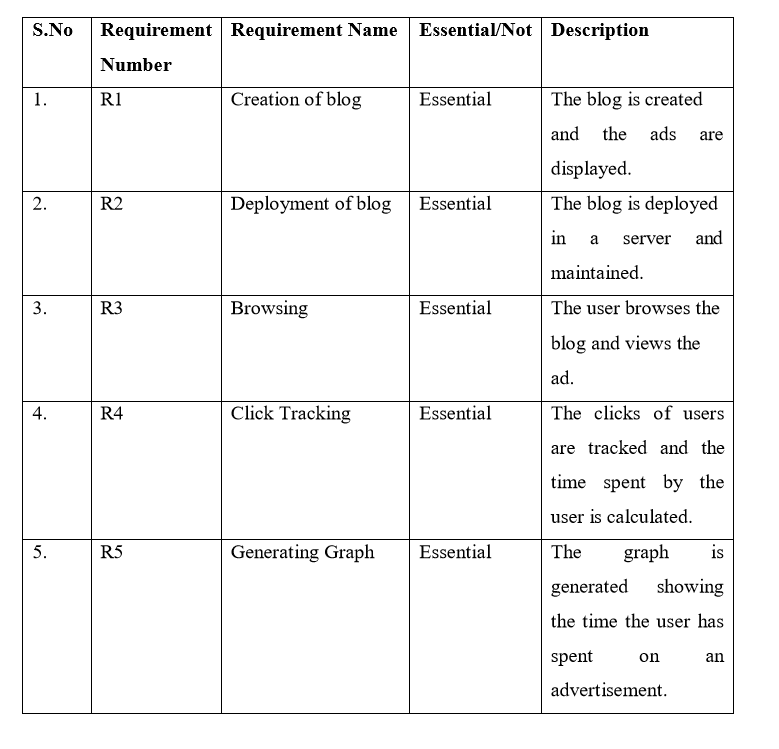 S.No Requirement Requirement Name Essential/Not Description
Number
1. R1 Creation of blog Essential The blog is created
and the ads are
displayed.
2. R2 Deployment of blog Essential The blog is deployed
in a server and
maintained.
3. R3 Browsing Essential The user browses the
blog and views the
ad.
4. R4 Click Tracking Essential The clicks of users
are tracked and the
time spent by the
user is calculated.
5. R5 Generating Graph Essential The graph is
generated showing
the time the user has
spent on an
advertisement.